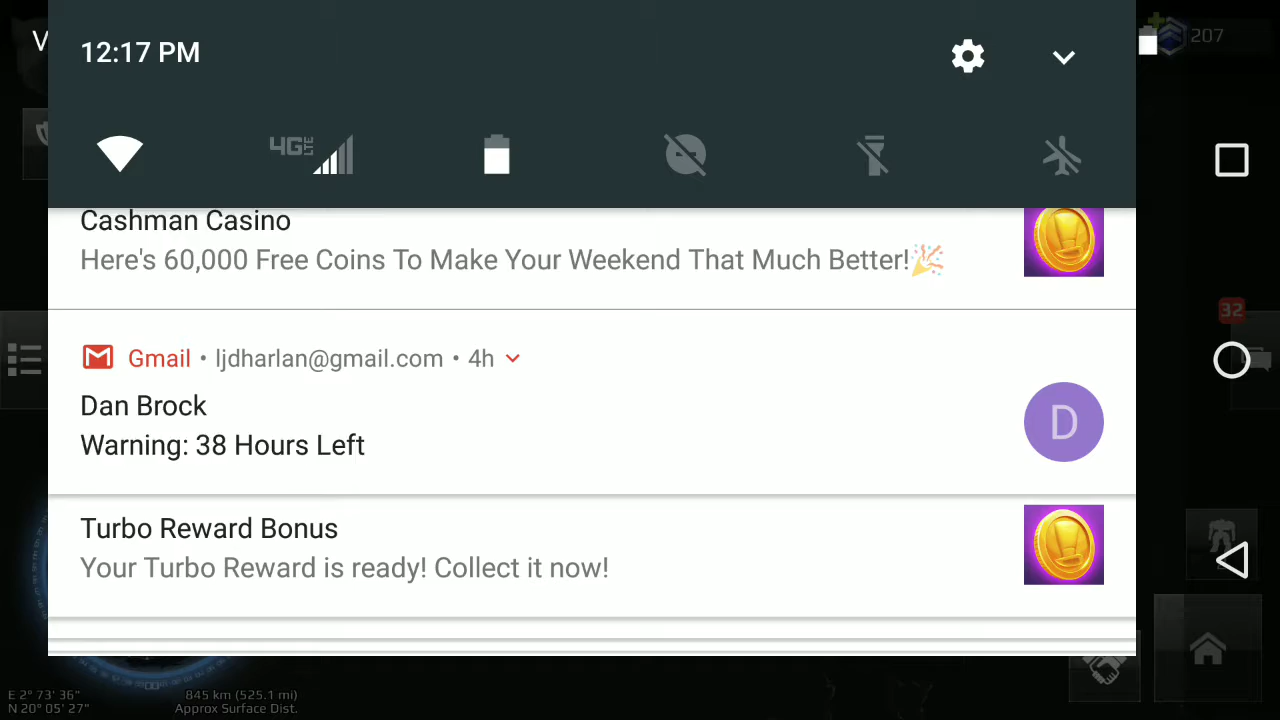 V
12:17 PM
207
4G LTE
Cashman Casino
Here's 60,000 Free Coins To Make Your Weekend That Much Better!🎉
32
Gmail • ljdharlan@gmail.com • 4h
Dan Brock
D
Warning: 38 Hours Left
Turbo Reward Bonus
Your Turbo Reward is ready! Collect it now!
E 2° 73' 36"
845 km (525.1 mi)
N 20° 05' 27"
Approx Surface Dist.